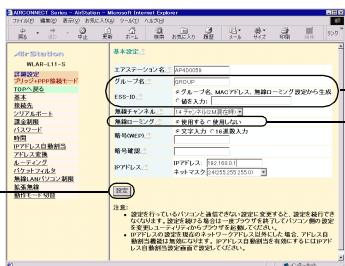 AIRCONNECT Series - AirStation - Microsoft Internet Explorer
ファイル(F) 編集(E) 表示(V) お気に入り(A) ツール(T) ヘルプ(H)
戻る 中止 更新 ホーム 検索 お気に入り 履歴 メール サイズ 印刷 リンク
AirStation
WLAR-L11-S
詳細設定
ブリッジ+PPP接続モード
TOPへ戻る
基本
接続先
シリアルポート
課金制限
パスワード
時間
IPアドレス自動割当
アドレス変換
ルーティング
パケットフィルタ
無線LANパソコン制限
拡張無線
動作モード切替
基本設定
エアステーション名 AP4D0059
グループ名 GROUP
ESS-ID
グループ名、MACアドレス、無線ローミング設定から生成
値を入力:
無線チャンネル 14 チャンネル
無線ローミング 使用する 使用しない
暗号(WEP) 文字入力 16進数入力
暗号確認
IPアドレス IPアドレス: 192.168.0.1
ネットマスク (24)255.255.255.0
設定
注意:
• 設定を行っているパソコンと通信できない設定に変更すると、設定を続行できなくなります。設定を続ける場合は一度ブラウザを終了してパソコン側の設定を変更しユーティリティからブラウザを起動してください。
• IPアドレスの設定を現在のネットワークアドレス以外にした場合、アドレス自動割当機能は無効になります。IPアドレス自動割当を有効にするにはIPアドレス自動割当設定画面で設定してください。